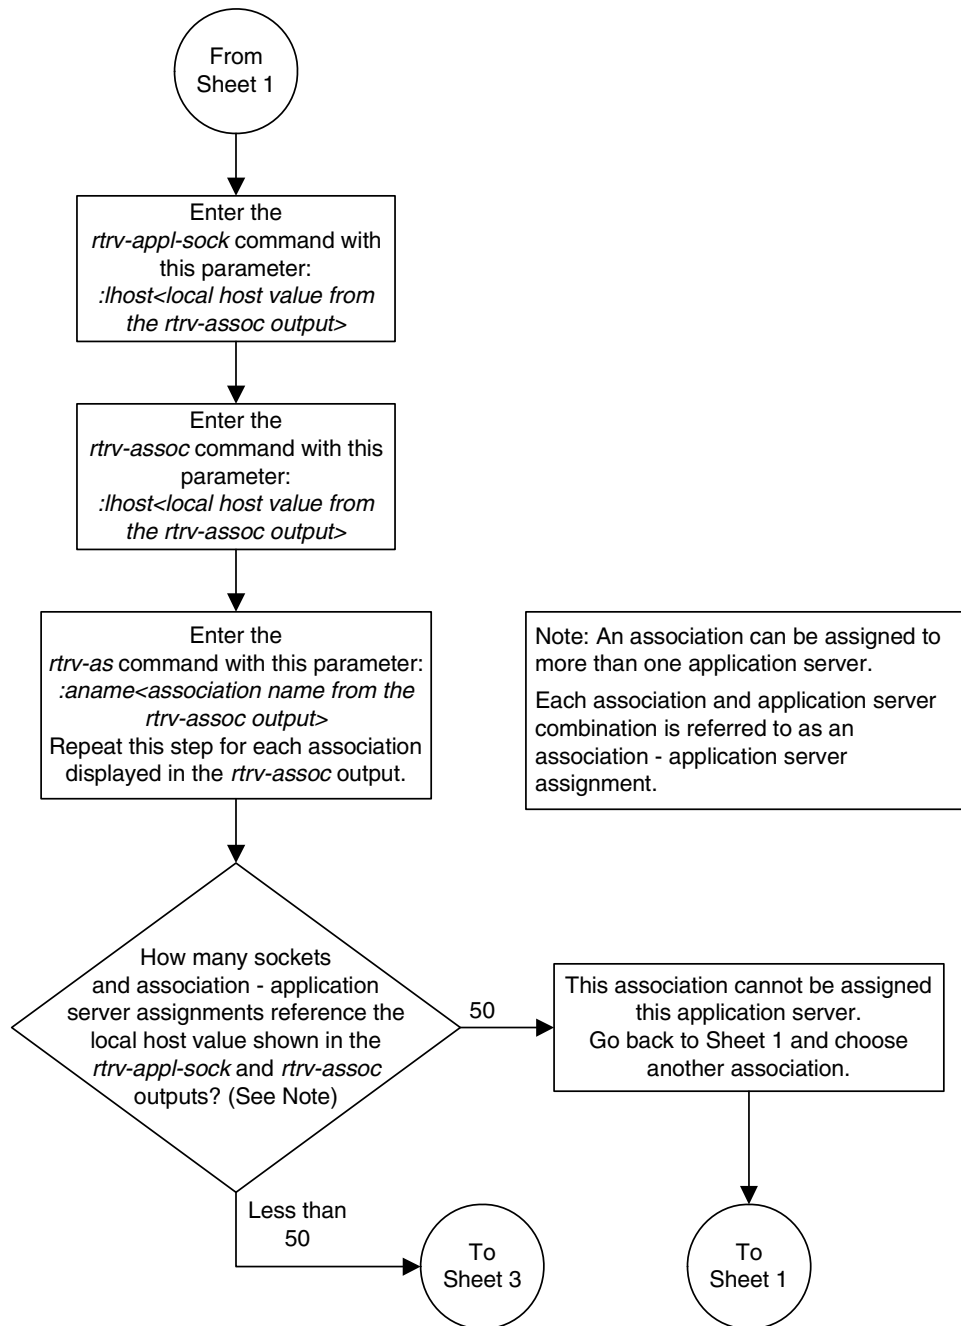 From
Sheet 1
Enter the
rtrv-appl-sock command with
this parameter:
:lhost<local host value from
the rtrv-assoc output>
Enter the
rtrv-assoc command with this
parameter:
:lhost<local host value from
the rtrv-assoc output>
Enter the
rtrv-as command with this parameter:
:aname<association name from the
rtrv-assoc output>
Repeat this step for each association
displayed in the rtrv-assoc output.
Note: An association can be assigned to
more than one application server.
Each association and application server
combination is referred to as an
association - application server
assignment.
How many sockets
and association - application
server assignments reference the
local host value shown in the
rtrv-appl-sock and rtrv-assoc
outputs? (See Note)
50
This association cannot be assigned
this application server.
Go back to Sheet 1 and choose
another association.
Less than
50
To
Sheet 3
To
Sheet 1